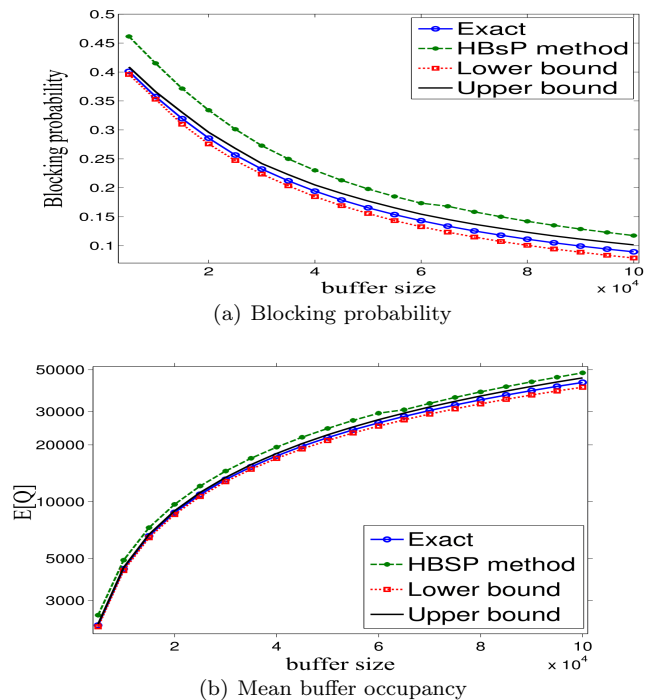 0.5
0.45
0.4
0.35
0.3
0.25
0.2
0.15
0.1
Blocking probability
Exact
HBsP method
Lower bound
Upper bound
2 4 6 8 10
buffer size
x 10^4
(a) Blocking probability
50000
30000
20000
10000
5000
3000
E[Q]
Exact
HBSP method
Lower bound
Upper bound
2 4 6 8 10
buffer size
x 10^4
(b) Mean buffer occupancy